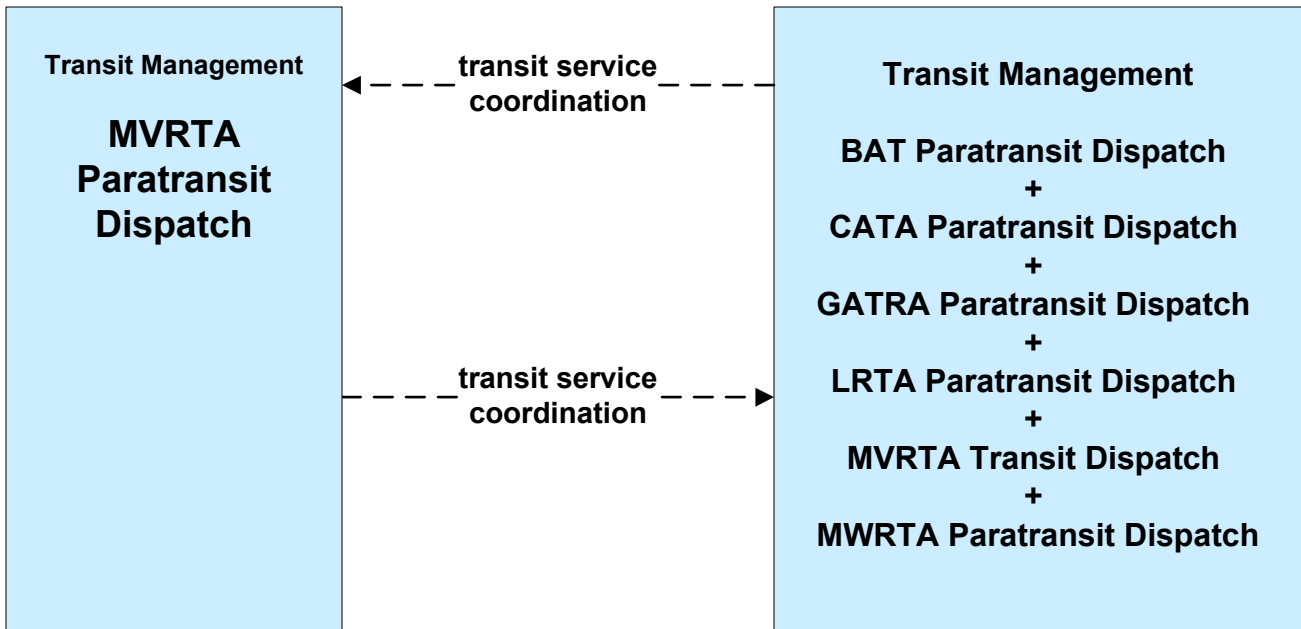 Transit Management
MVRTA
Paratransit
Dispatch
transit service
coordination
transit service
coordination
Transit Management
BAT Paratransit Dispatch
+
CATA Paratransit Dispatch
+
GATRA Paratransit Dispatch
+
LRTA Paratransit Dispatch
+
MVRTA Transit Dispatch
+
MWRTA Paratransit Dispatch